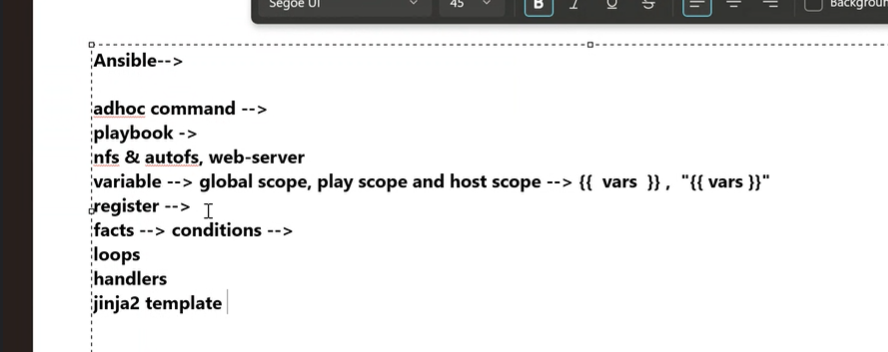 Segoe UI 45 B I U S Backgroun
Ansible-->
adhoc command -->
playbook ->
nfs & autofs, web-server
variable --> global scope, play scope and host scope --> {{  vars  }} ,  "{{ vars }}"
register -->
facts --> conditions -->
loops
handlers
jinja2 template